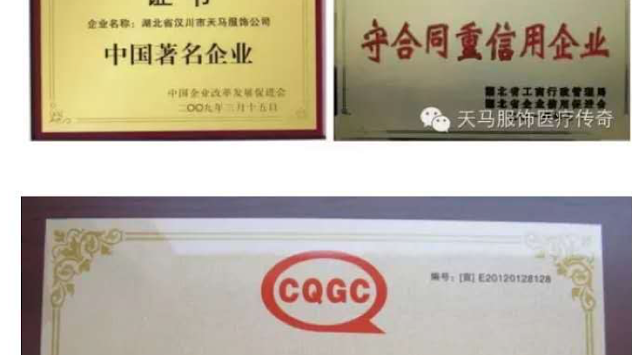 证书
企业名称：湖北省汉川市天马服饰公司
中国著名企业
中国企业改革发展促进会
二〇〇九年三月十五日
守合同重信用企业
湖北省工商行政管理局
湖北省企业信用促进会
天马服饰医疗传奇
CQGC
编号：[质] E20120128128